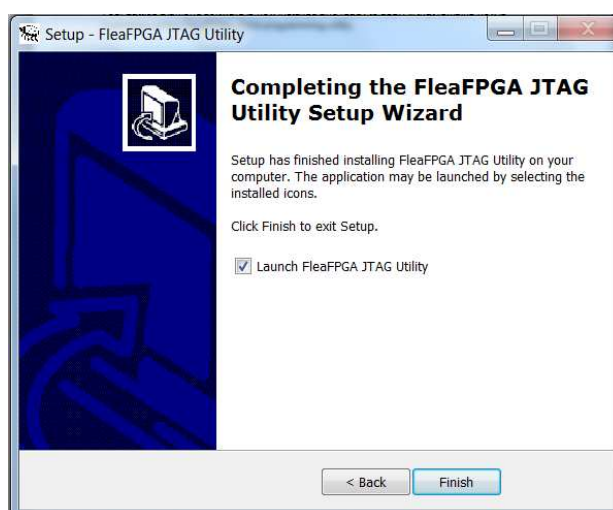 Setup - FleaFPGA JTAG Utility
Completing the FleaFPGA JTAG
Utility Setup Wizard
Setup has finished installing FleaFPGA JTAG Utility on your
computer. The application may be launched by selecting the
installed icons.
Click Finish to exit Setup.
Launch FleaFPGA JTAG Utility
< Back
Finish